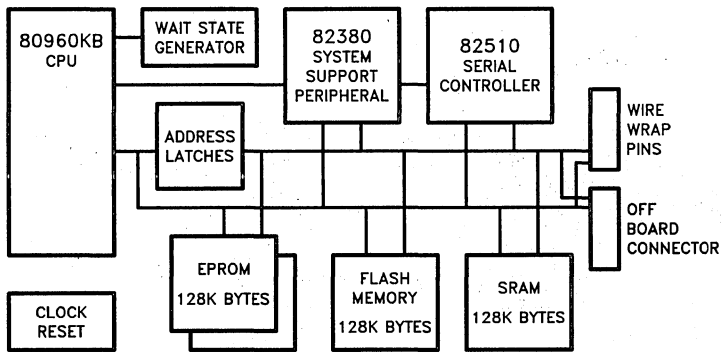 80960KB
CPU
WAIT STATE
GENERATOR
82380
SYSTEM
SUPPORT
PERIPHERAL
82510
SERIAL
CONTROLLER
WIRE
WRAP
PINS
ADDRESS
LATCHES
OFF
BOARD
CONNECTOR
EPROM
128K BYTES
FLASH
MEMORY
128K BYTES
SRAM
128K BYTES
CLOCK
RESET